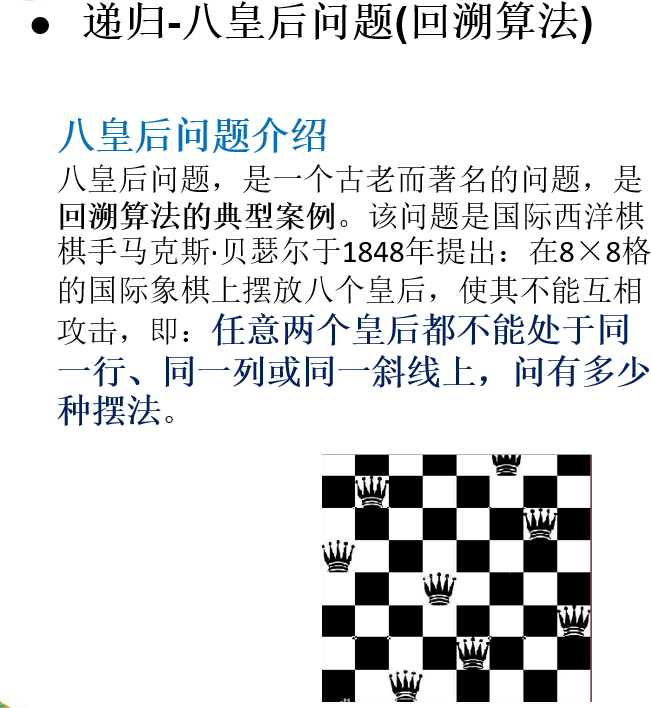 ● 递归-八皇后问题(回溯算法)
八皇后问题介绍
八皇后问题，是一个古老而著名的问题，是
回溯算法的典型案例。该问题是国际西洋棋
棋手马克斯·贝瑟尔于1848年提出：在8×8格
的国际象棋上摆放八个皇后，使其不能互相
攻击，即：任意两个皇后都不能处于同
一行、同一列或同一斜线上，问有多少
种摆法。